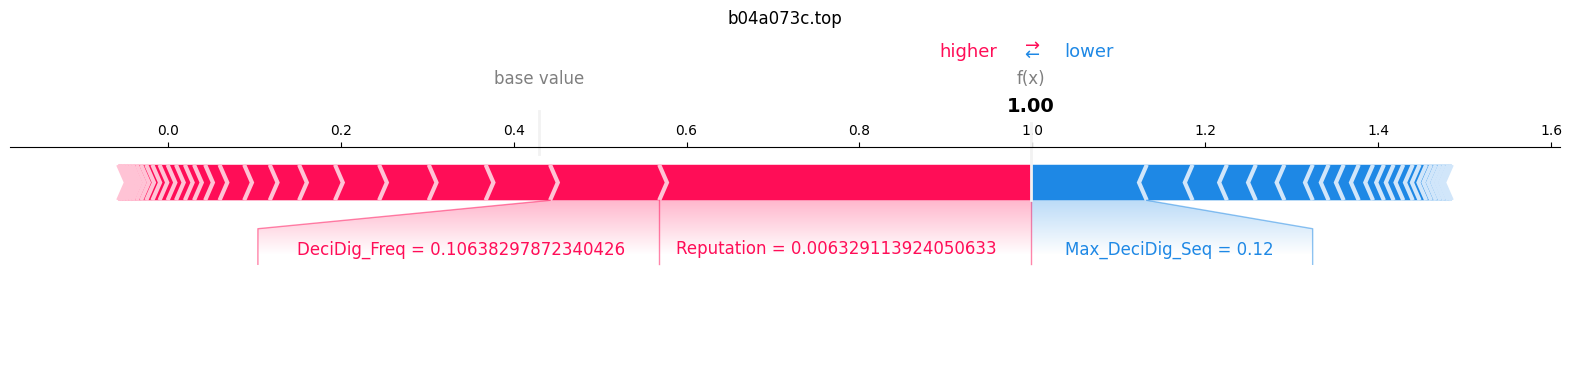 b04a073c.top
higher ⇄ lower
base value f(x)
1.00
0.0 0.2 0.4 0.6 0.8 1.0 1.2 1.4 1.6
DeciDig_Freq = 0.10638297872340426 Reputation = 0.006329113924050633 Max_DeciDig_Seq = 0.12